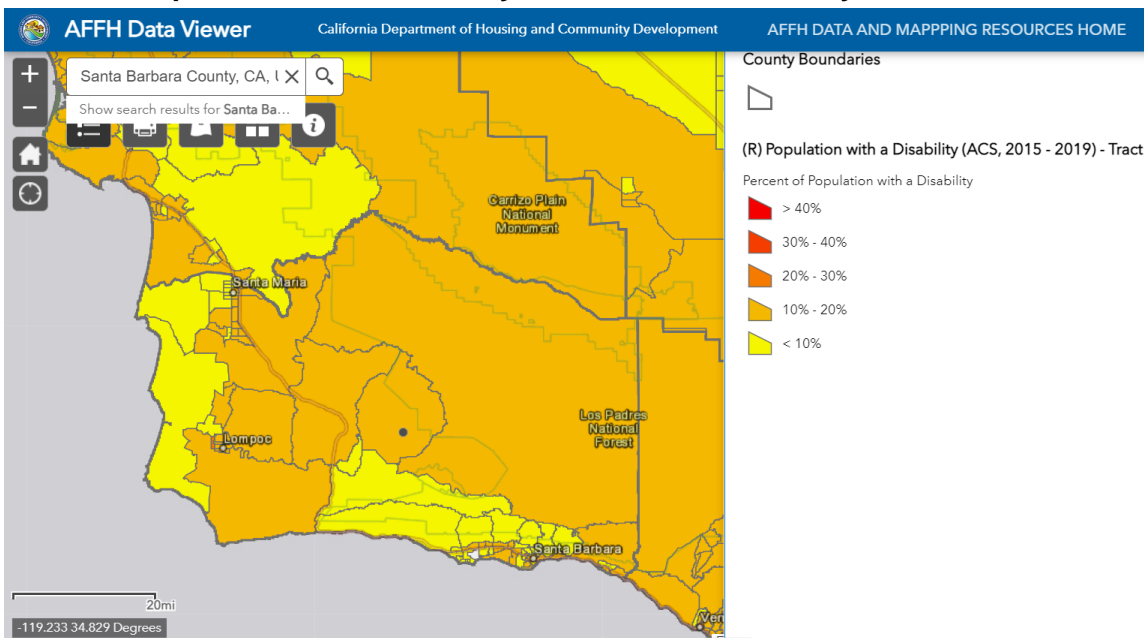 AFFH Data Viewer
California Department of Housing and Community Development
AFFH DATA AND MAPPPING RESOURCES HOME
+
−
Santa Barbara County, CA, U
Show search results for Santa Ba...
Carrizo Plain
National
Monument
Santa Maria
Lompoc
Los Padres
National
Forest
Santa Barbara
20mi
-119.233 34.829 Degrees
County Boundaries
(R) Population with a Disability (ACS, 2015 - 2019) - Tract
Percent of Population with a Disability
> 40%
30% - 40%
20% - 30%
10% - 20%
< 10%